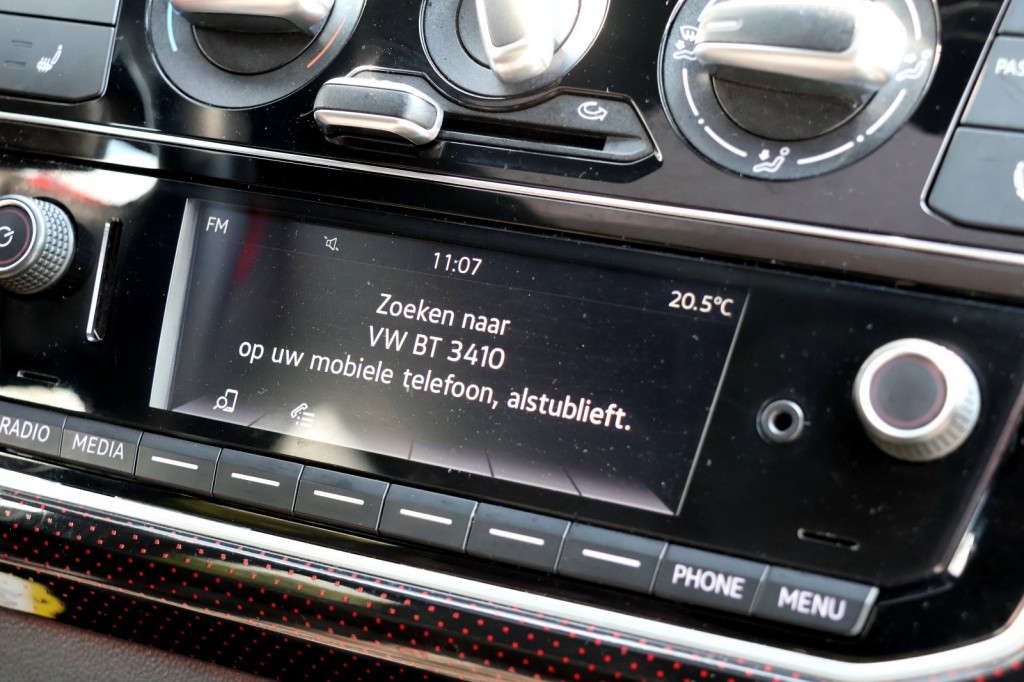 PAS
FM
11:07
20.5°C
Zoeken naar
VW BT 3410
op uw mobiele telefoon, alstublieft.
RADIO
MEDIA
PHONE
MENU